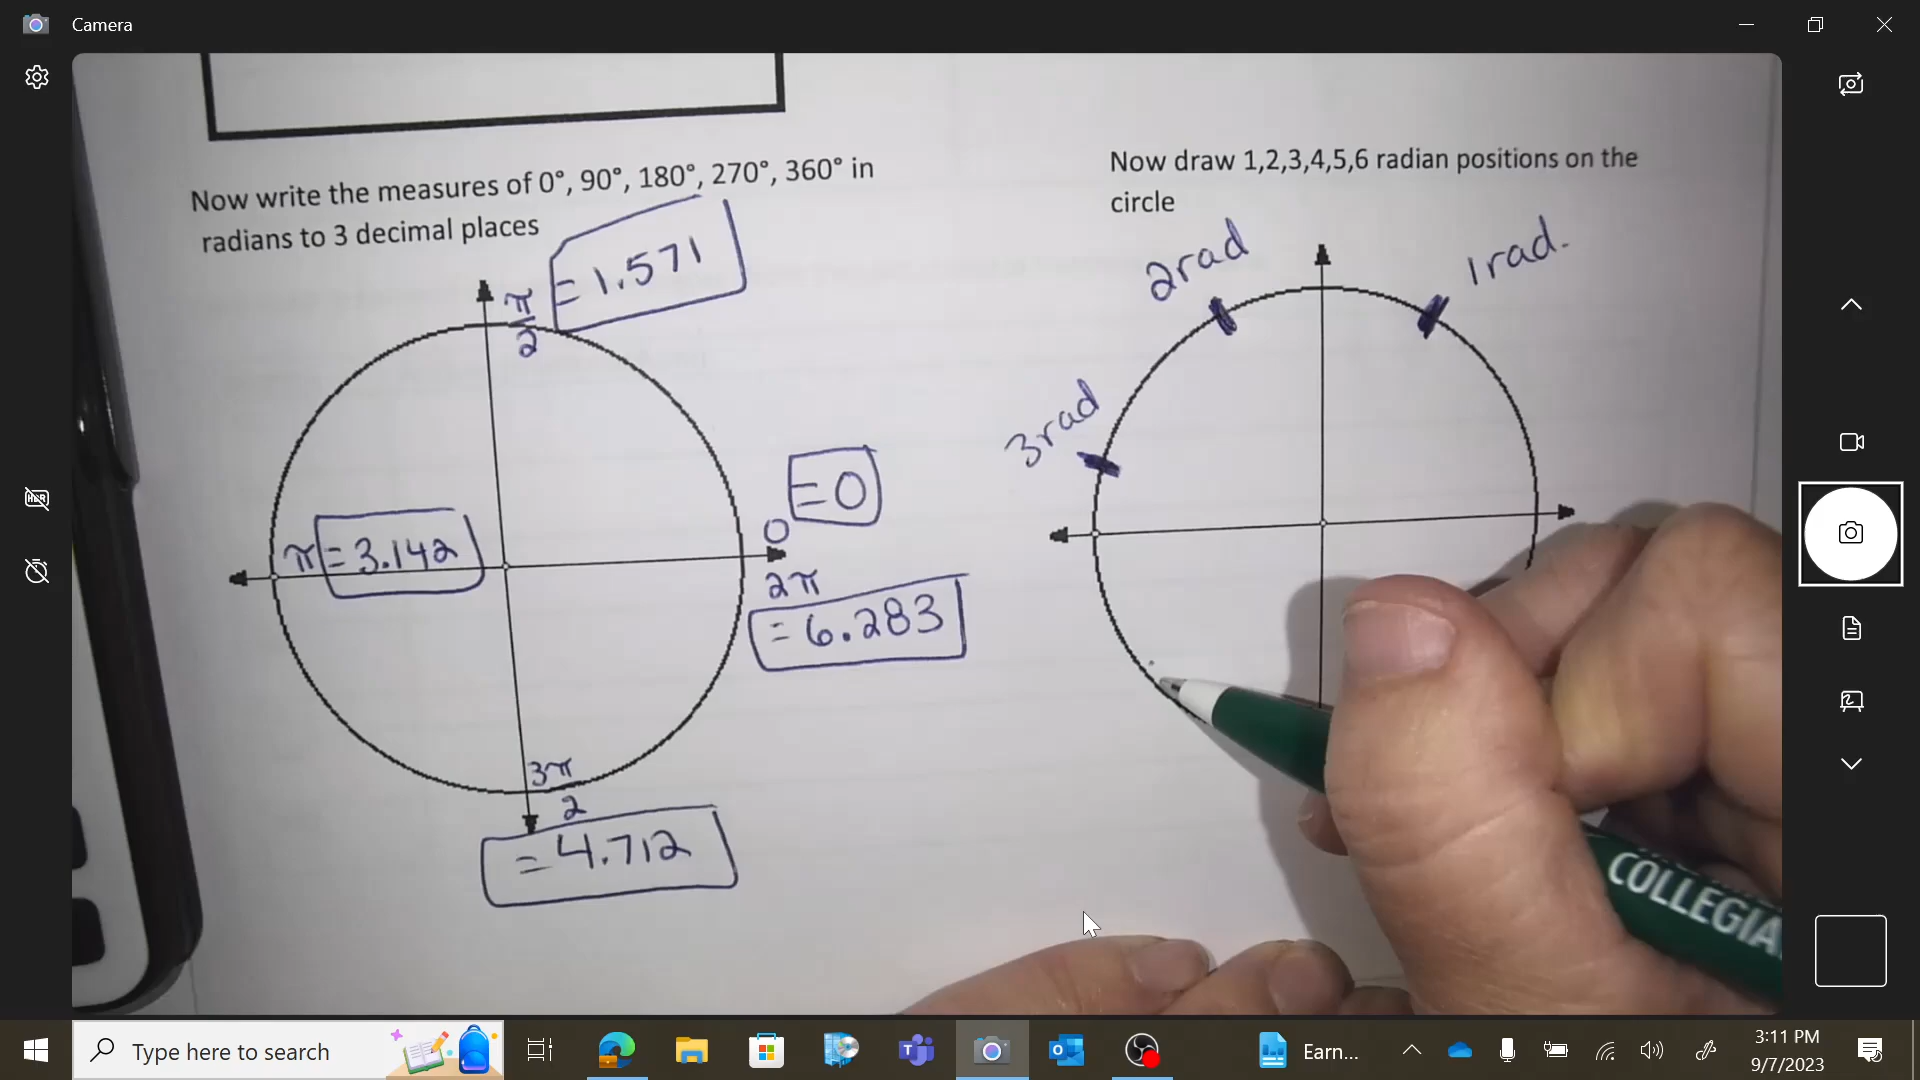 Camera
Now write the measures of 0°, 90°, 180°, 270°, 360° in
radians to 3 decimal places
π/2 = 1.571
π = 3.142
0 = 0
2π
= 6.283
3π/2
= 4.712
Now draw 1,2,3,4,5,6 radian positions on the
circle
2rad
1rad.
3rad
COLLEGIA
Type here to search
Earn...
3:11 PM
9/7/2023